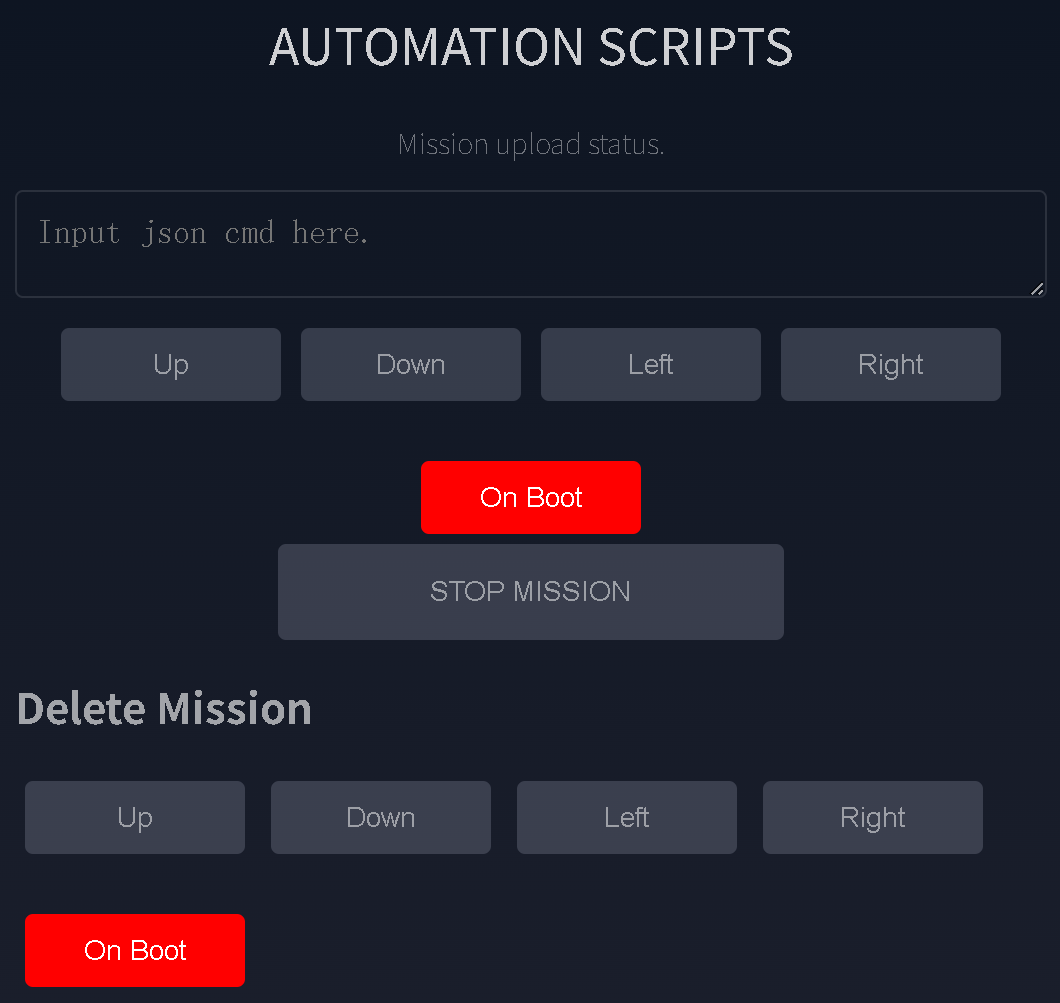 AUTOMATION SCRIPTS
Mission upload status.
Input json cmd here.
Up Down Left Right
On Boot
STOP MISSION
Delete Mission
Up Down Left Right
On Boot